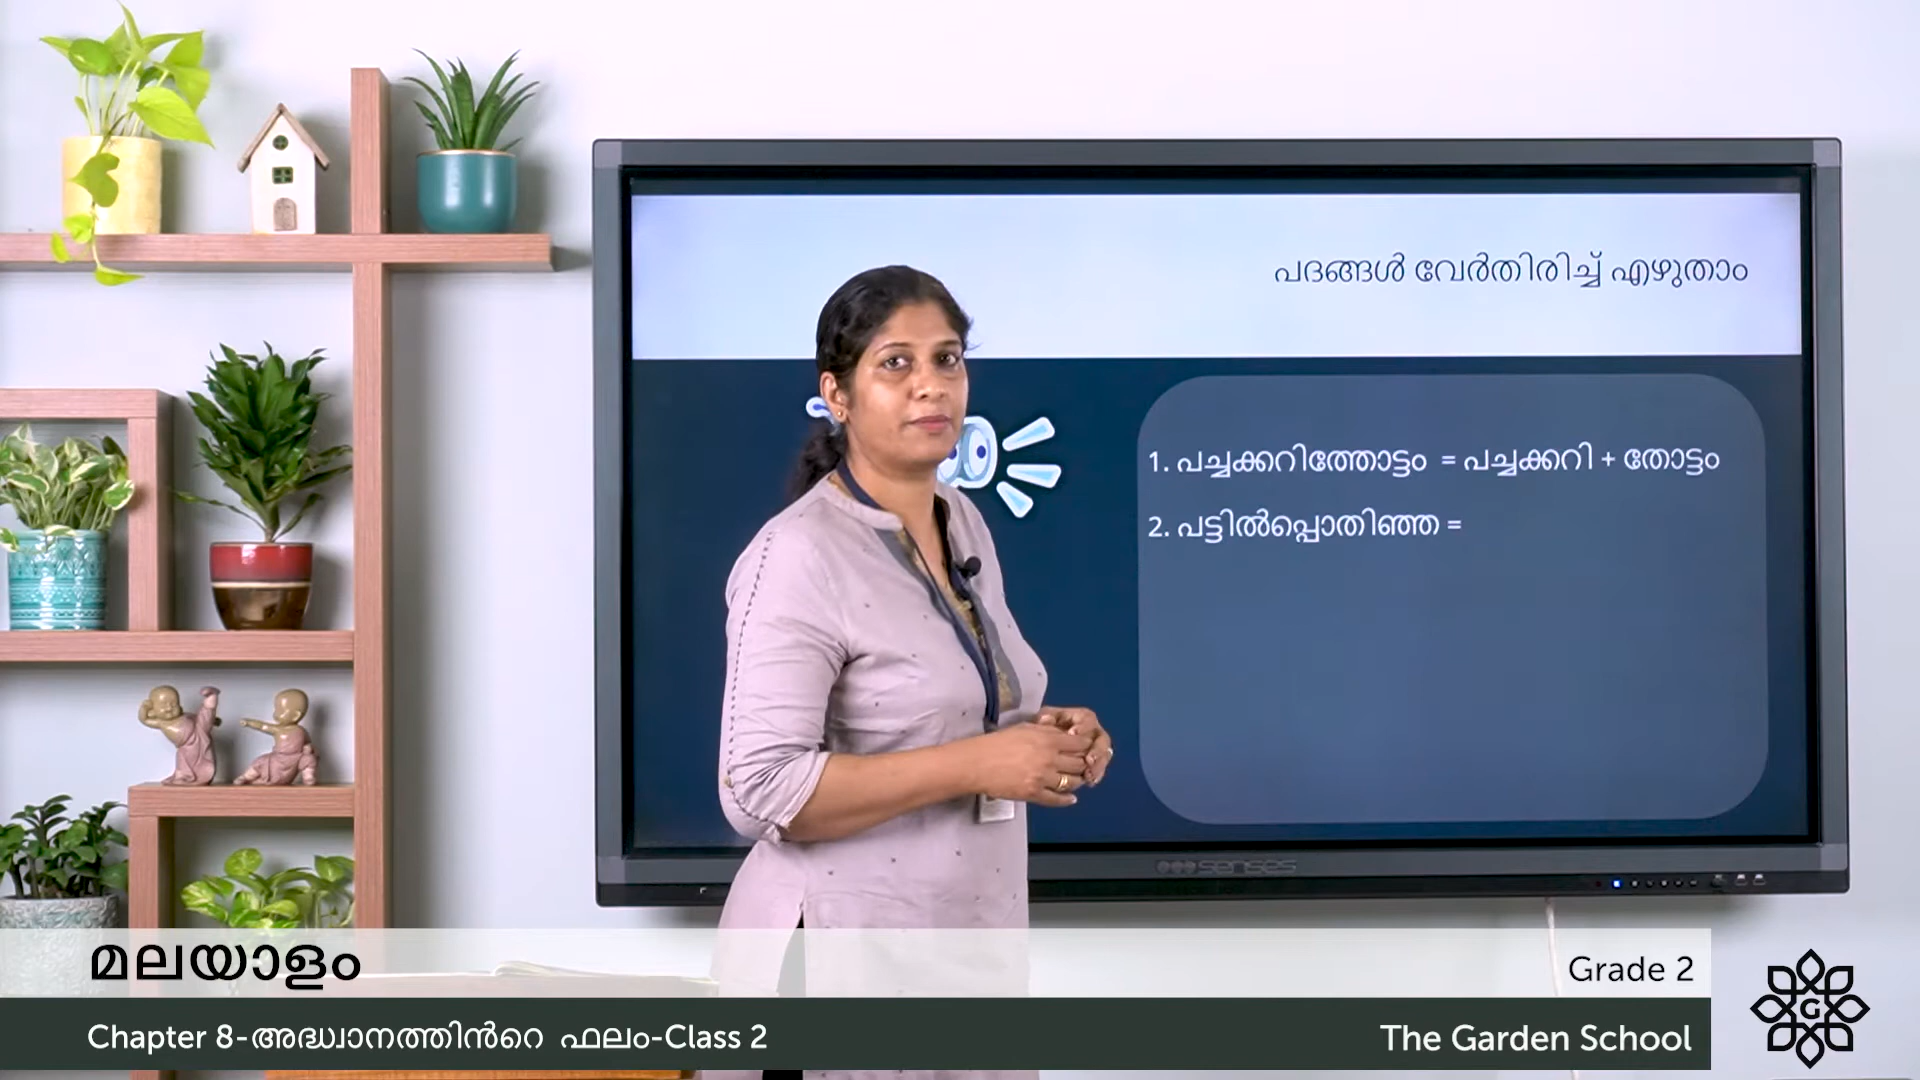 പദങ്ങൾ വേർതിരിച്ച് എഴുതാം
1. പച്ചക്കറിത്തോട്ടം = പച്ചക്കറി + തോട്ടം
2. പട്ടിൽപ്പൊതിഞ്ഞ =
senses
മലയാളം
Grade 2
Chapter 8-അദ്ധ്വാനത്തിൻറെ ഫലം-Class 2
The Garden School
G